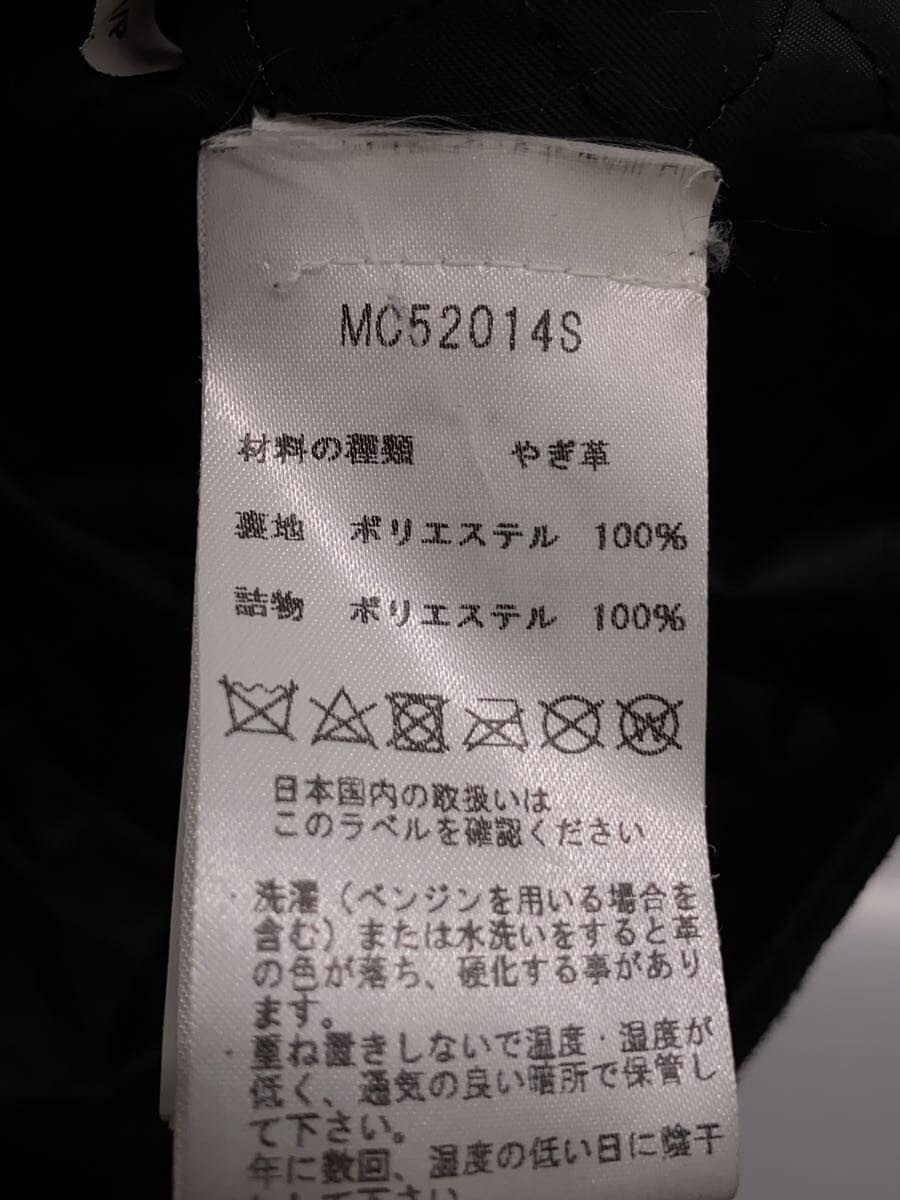 MC52014S
材料の種類　やぎ革
裏地　ポリエステル　100%
詰物　ポリエステル　100%
W
日本国内の取扱いは
このラベルを確認ください
・洗濯（ベンジンを用いる場合を
含む）または水洗いをすると革
の色が落ち、硬化する事があり
ます。
・重ね置きしないで温度・湿度が
低く、通気の良い暗所で保管し
て下さい。
年に数回、湿度の低い日に陰干
して下さい